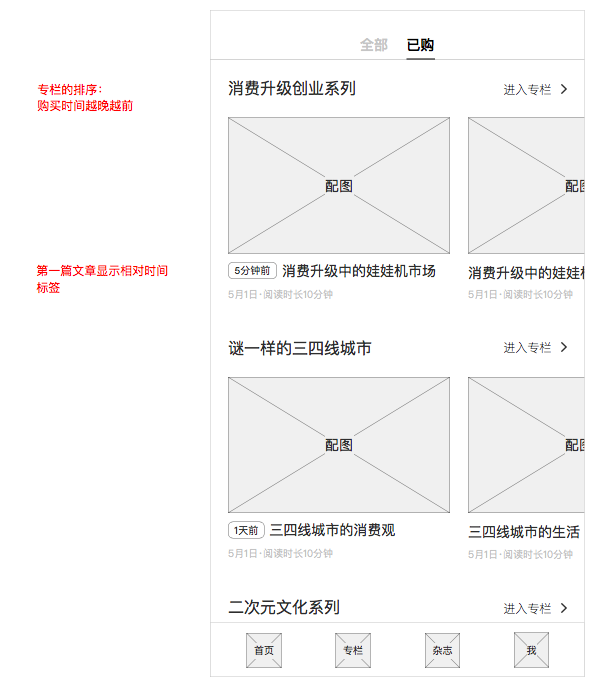 全部 已购
专栏的排序：
购买时间越晚越前
消费升级创业系列 进入专栏
配图 配图
第一篇文章显示相对时间
标签
5分钟前 消费升级中的娃娃机市场 消费升级中的娃娃
5月1日·阅读时长10分钟 5月1日·阅读时长10分钟
谜一样的三四线城市 进入专栏
配图 配图
1天前 三四线城市的消费观 三四线城市的生活
5月1日·阅读时长10分钟 5月1日·阅读时长10分钟
二次元文化系列 进入专栏
首页 专栏 杂志 我